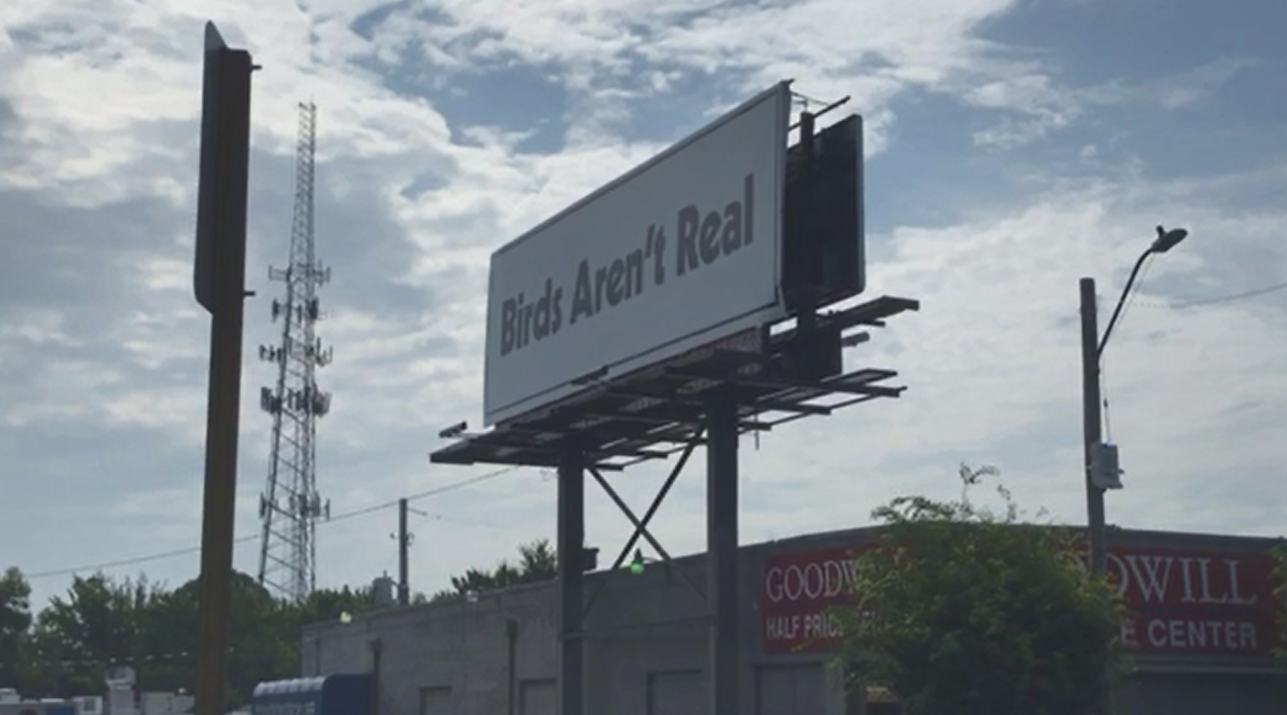 Birds Aren't Real
GOODW
OWILL
HALF PRIC
E CENTER